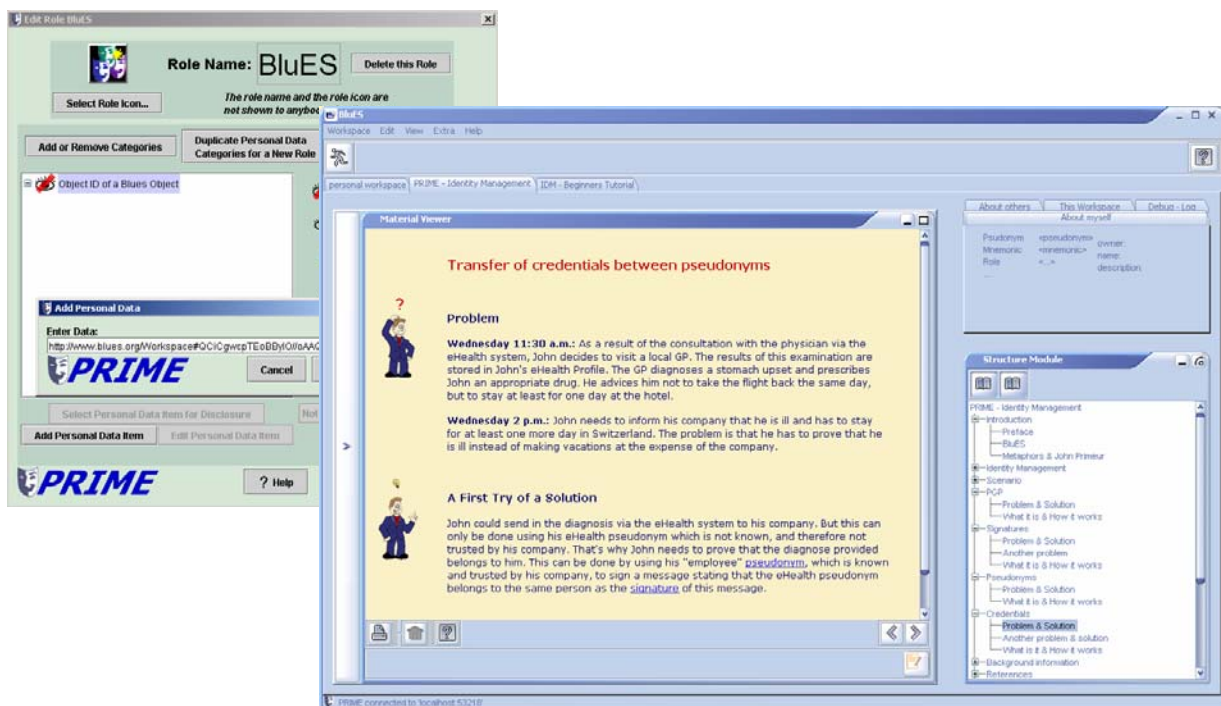 Edit Role BluES
Role Name: BluES
Delete this Role
Select Role Icon...
The role name and the role icon are
not shown to anyboc
Add or Remove Categories
Duplicate Personal Data
Categories for a New Role
Object ID of a Blues Object
Add Personal Data
Enter Data:
PRIME
Cancel
Select Personal Data Item for Disclosure
Not
Add Personal Data Item
Edit Personal Data Item
PRIME
? Help
BluES
Workspace Edit View Extra Help
personal workspace
PRIME - Identity Management
IDM - Beginners Tutorial
Material Viewer
Transfer of credentials between pseudonyms
?
Problem
Wednesday 11:30 a.m.: As a result of the consultation with the physician via the
eHealth system, John decides to visit a local GP. The results of this examination are
stored in John's eHealth Profile. The GP diagnoses a stomach upset and prescribes
John an appropriate drug. He advices him not to take the flight back the same day,
but to stay at least for one day at the hotel.
Wednesday 2 p.m.: John needs to inform his company that he is ill and has to stay
for at least one more day in Switzerland. The problem is that he has to prove that he
is ill instead of making vacations at the expense of the company.
A First Try of a Solution
John could send in the diagnosis via the eHealth system to his company. But this can
only be done using his eHealth pseudonym which is not known, and therefore not
trusted by his company. That's why John needs to prove that the diagnose provided
belongs to him. This can be done by using his "employee" pseudonym, which is known
and trusted by his company, to sign a message stating that the eHealth pseudonym
belongs to the same person as the signature of this message.
About others
This Workspace
Debug - Log
About myself
Psudonym <pseudonym>
Mnemonic <mnemonic>
Role <...>
....
owner:
name:
description:
Structure Module
PRIME - Identity Management
Introduction
Preface
BluES
Metaphors & John Primeur
Identity Management
Scenario
PGP
Problem & Solution
What it is & How it works
Signatures
Problem & Solution
Another problem
What it is & How it works
Pseudonyms
Problem & Solution
What it is & How it works
Credentials
Problem & Solution
Another problem & solution
What is it & How it works
Background information
References
PRIME connected to 'localhost:53218'